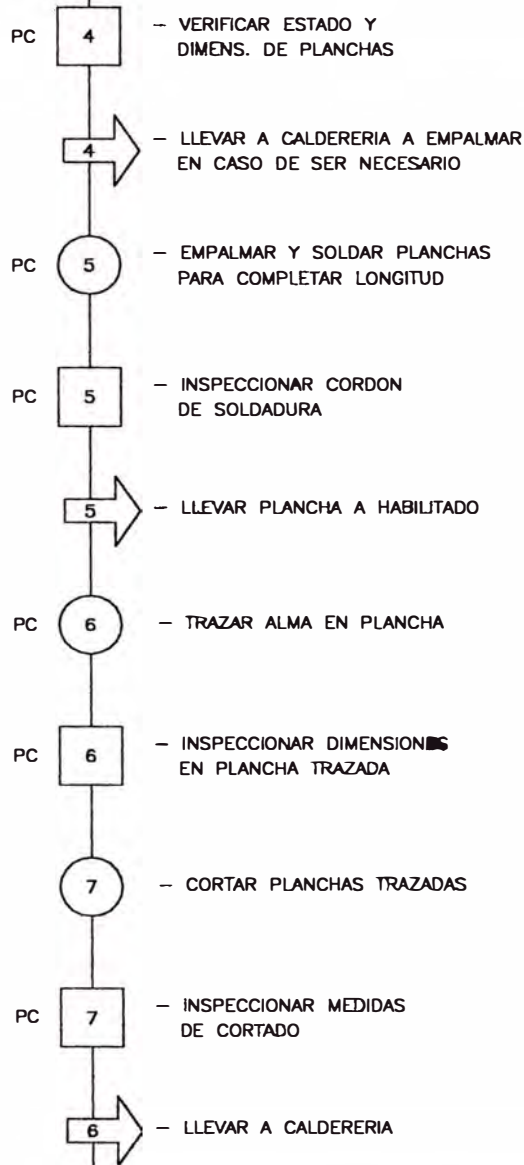 PC 4 – VERIFICAR ESTADO Y
DIMENS. DE PLANCHAS
4 – LLEVAR A CALDERERIA A EMPALMAR
EN CASO DE SER NECESARIO
PC 5 – EMPALMAR Y SOLDAR PLANCHAS
PARA COMPLETAR LONGITUD
PC 5 – INSPECCIONAR CORDON
DE SOLDADURA
5 – LLEVAR PLANCHA A HABILITADO
PC 6 – TRAZAR ALMA EN PLANCHA
PC 6 – INSPECCIONAR DIMENSIONES
EN PLANCHA TRAZADA
7 – CORTAR PLANCHAS TRAZADAS
PC 7 – INSPECCIONAR MEDIDAS
DE CORTADO
6 – LLEVAR A CALDERERIA